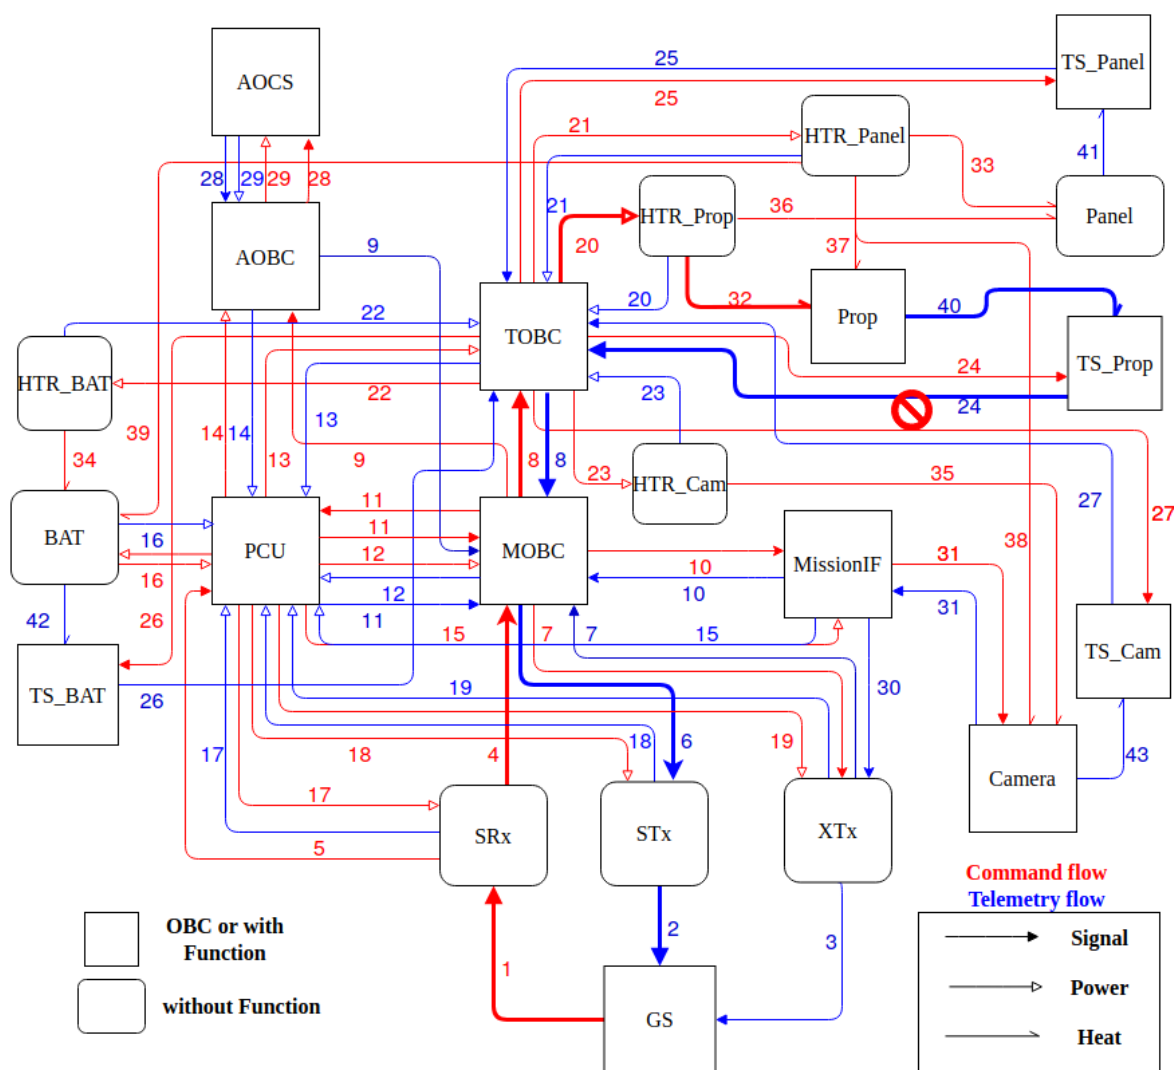 25
TS_Panel
AOCS
25
21
HTR_Panel
41
33
28
29
29
28
21
HTR_Prop
36
Panel
20
9
37
AOBC
20
32
Prop
40
22
TOBC
TS_Prop
24
HTR_BAT
22
23
24
13
39
14
14
13
9
8
8
34
23
HTR_Cam
35
11
27
27
BAT
16
PCU
11
MOBC
38
12
MissionIF
31
16
10
12
10
31
42
26
11
15
7
7
15
TS_Cam
TS_BAT
26
19
30
17
18
4
18
6
19
43
Camera
17
SRx
STx
XTx
5
Command flow
Telemetry flow
OBC or with
Function
2
3
Signal
1
Power
without Function
GS
Heat